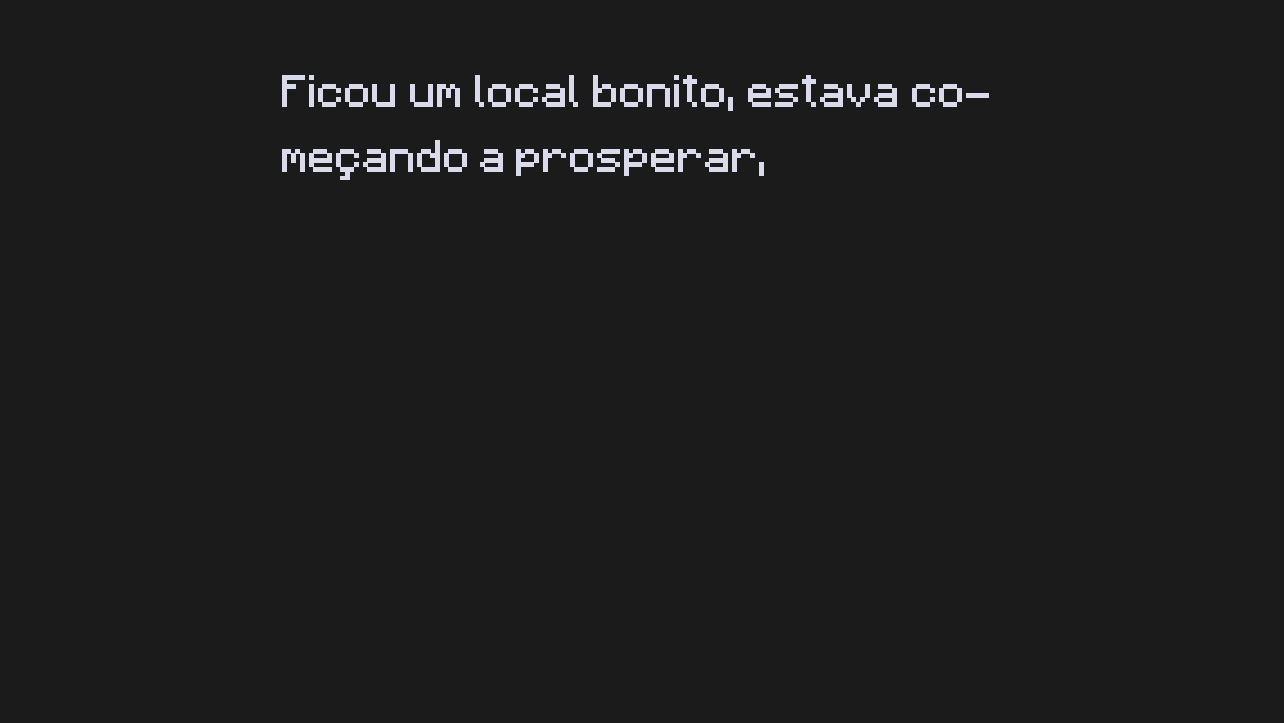 Ficou um local bonito, estava co-
meçando a prosperar,